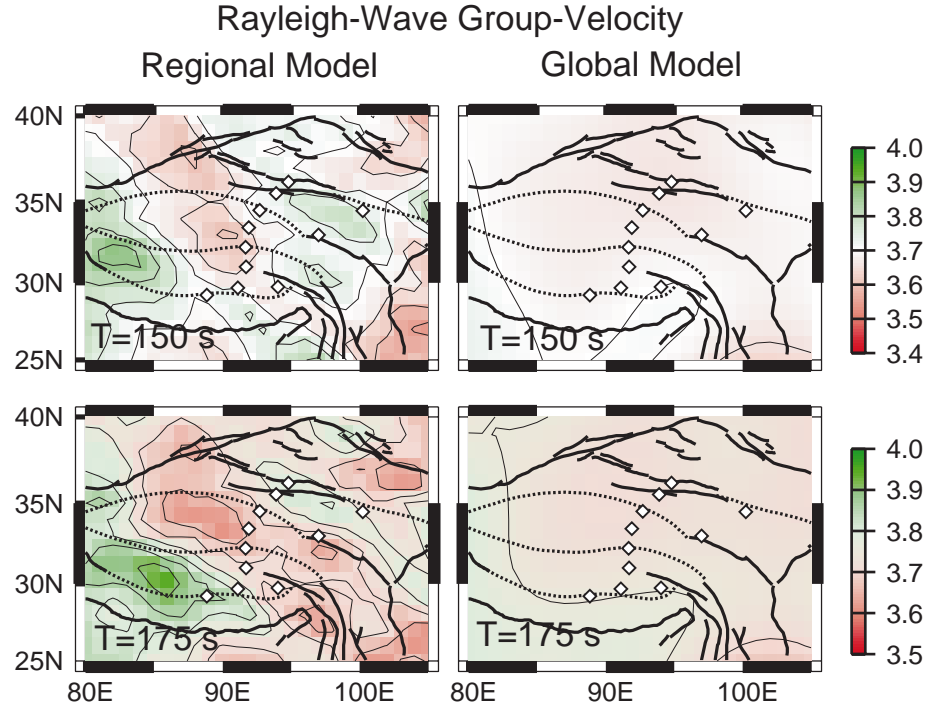 Rayleigh-Wave Group-Velocity
Regional Model
Global Model
40N
35N
30N
25N
T=150 s
T=150 s
4.0
3.9
3.8
3.7
3.6
3.5
3.4
40N
35N
30N
25N
T=175 s
T=175 s
4.0
3.9
3.8
3.7
3.6
3.5
80E
90E
100E
80E
90E
100E